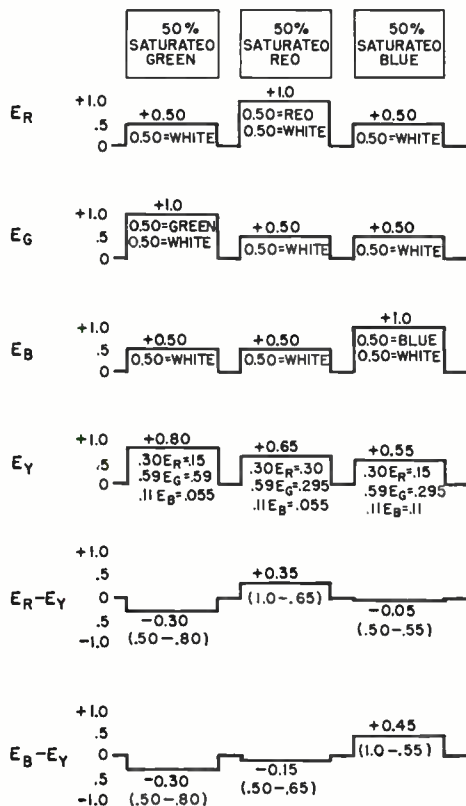 50% SATURATEO GREEN
50% SATURATEO REO
50% SATURATEO BLUE
E_R
+1.0
.5
0
+0.50
0.50=WHITE
+1.0
0.50=REO
0.50=WHITE
+0.50
0.50=WHITE
E_G
+1.0
.5
0
+1.0
0.50=GREEN
0.50=WHITE
+0.50
0.50=WHITE
+0.50
0.50=WHITE
E_B
+1.0
.5
0
+0.50
0.50=WHITE
+0.50
0.50=WHITE
+1.0
0.50=BLUE
0.50=WHITE
E_Y
+1.0
.5
0
+0.80
.30E_R=.15
.59E_G=.59
.11E_B=.055
+0.65
.30E_R=.30
.59E_G=.295
.11E_B=.055
+0.55
.30E_R=.15
.59E_G=.295
.11E_B=.11
E_R–E_Y
+1.0
.5
0
.5
-1.0
-0.30
(.50-.80)
+0.35
(1.0-.65)
-0.05
(.50-.55)
E_B–E_Y
+1.0
.5
0
.5
-1.0
-0.30
(.50-.80)
-0.15
(.50-.65)
+0.45
(1.0-.55)